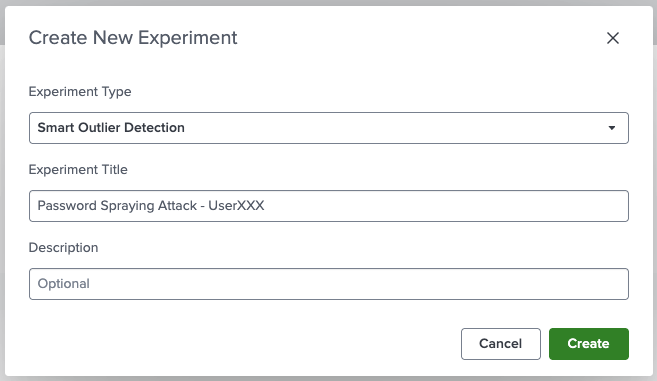 Create New Experiment
Experiment Type
Smart Outlier Detection
Experiment Title
Password Spraying Attack - UserXXX
Description
Optional
Cancel
Create